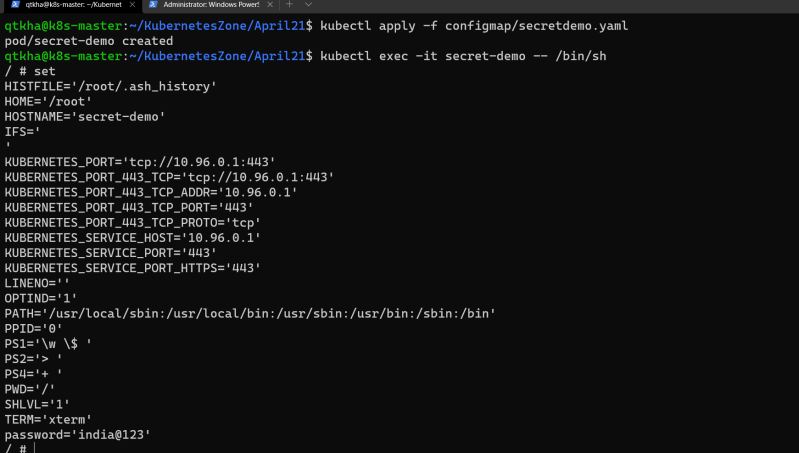 qtkha@k8s-master: ~/Kubernet × Administrator: Windows PowerS! × +
qtkha@k8s-master:~/KubernetesZone/April21$ kubectl apply -f configmap/secretdemo.yaml
pod/secret-demo created
qtkha@k8s-master:~/KubernetesZone/April21$ kubectl exec -it secret-demo -- /bin/sh
/ # set
HISTFILE='/root/.ash_history'
HOME='/root'
HOSTNAME='secret-demo'
IFS='
'
KUBERNETES_PORT='tcp://10.96.0.1:443'
KUBERNETES_PORT_443_TCP='tcp://10.96.0.1:443'
KUBERNETES_PORT_443_TCP_ADDR='10.96.0.1'
KUBERNETES_PORT_443_TCP_PORT='443'
KUBERNETES_PORT_443_TCP_PROTO='tcp'
KUBERNETES_SERVICE_HOST='10.96.0.1'
KUBERNETES_SERVICE_PORT='443'
KUBERNETES_SERVICE_PORT_HTTPS='443'
LINENO=''
OPTIND='1'
PATH='/usr/local/sbin:/usr/local/bin:/usr/sbin:/usr/bin:/sbin:/bin'
PPID='0'
PS1='\w \$ '
PS2='> '
PS4='+ '
PWD='/'
SHLVL='1'
TERM='xterm'
password='india@123'
/ #